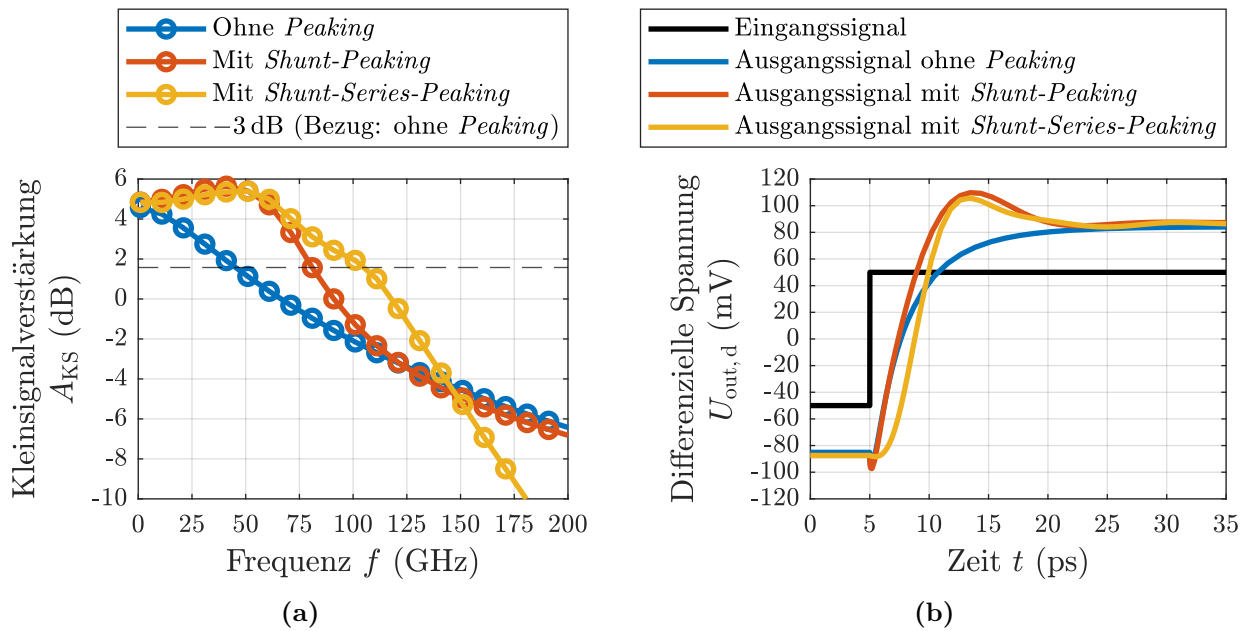 Ohne Peaking
Mit Shunt-Peaking
Mit Shunt-Series-Peaking
−3 dB (Bezug: ohne Peaking)
Kleinsignalverstärkung
A_KS (dB)
6
4
2
0
-2
-4
-6
-8
-10
0 25 50 75 100 125 150 175 200
Frequenz f (GHz)
(a)
Eingangssignal
Ausgangssignal ohne Peaking
Ausgangssignal mit Shunt-Peaking
Ausgangssignal mit Shunt-Series-Peaking
Differenzielle Spannung
U_out, d (mV)
120
100
80
60
40
20
0
-20
-40
-60
-80
-100
-120
0 5 10 15 20 25 30 35
Zeit t (ps)
(b)